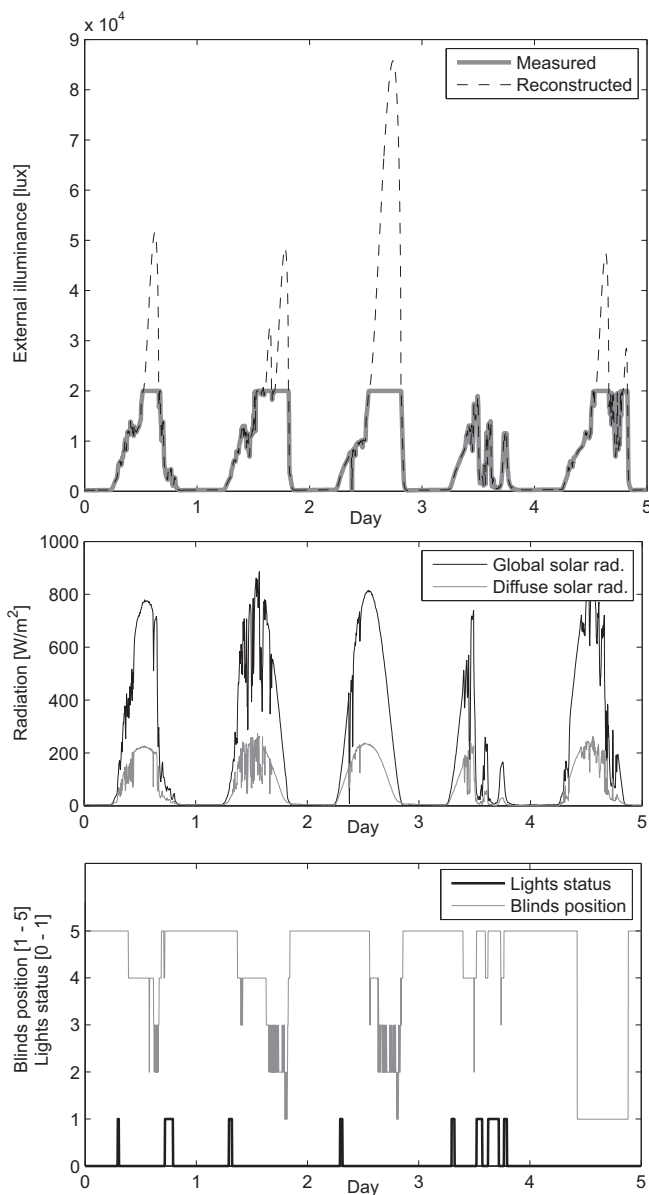 x 10⁴
External illuminance [lux]
9
8
7
6
5
4
3
2
1
0
Measured
Reconstructed
0 1 2 3 4 5
Day
Radiation [W/m²]
1000
800
600
400
200
0
Global solar rad.
Diffuse solar rad.
0 1 2 3 4 5
Day
Blinds position [1 - 5]
Lights status [0 - 1]
5
4
3
2
1
0
Lights status
Blinds position
0 1 2 3 4 5
Day